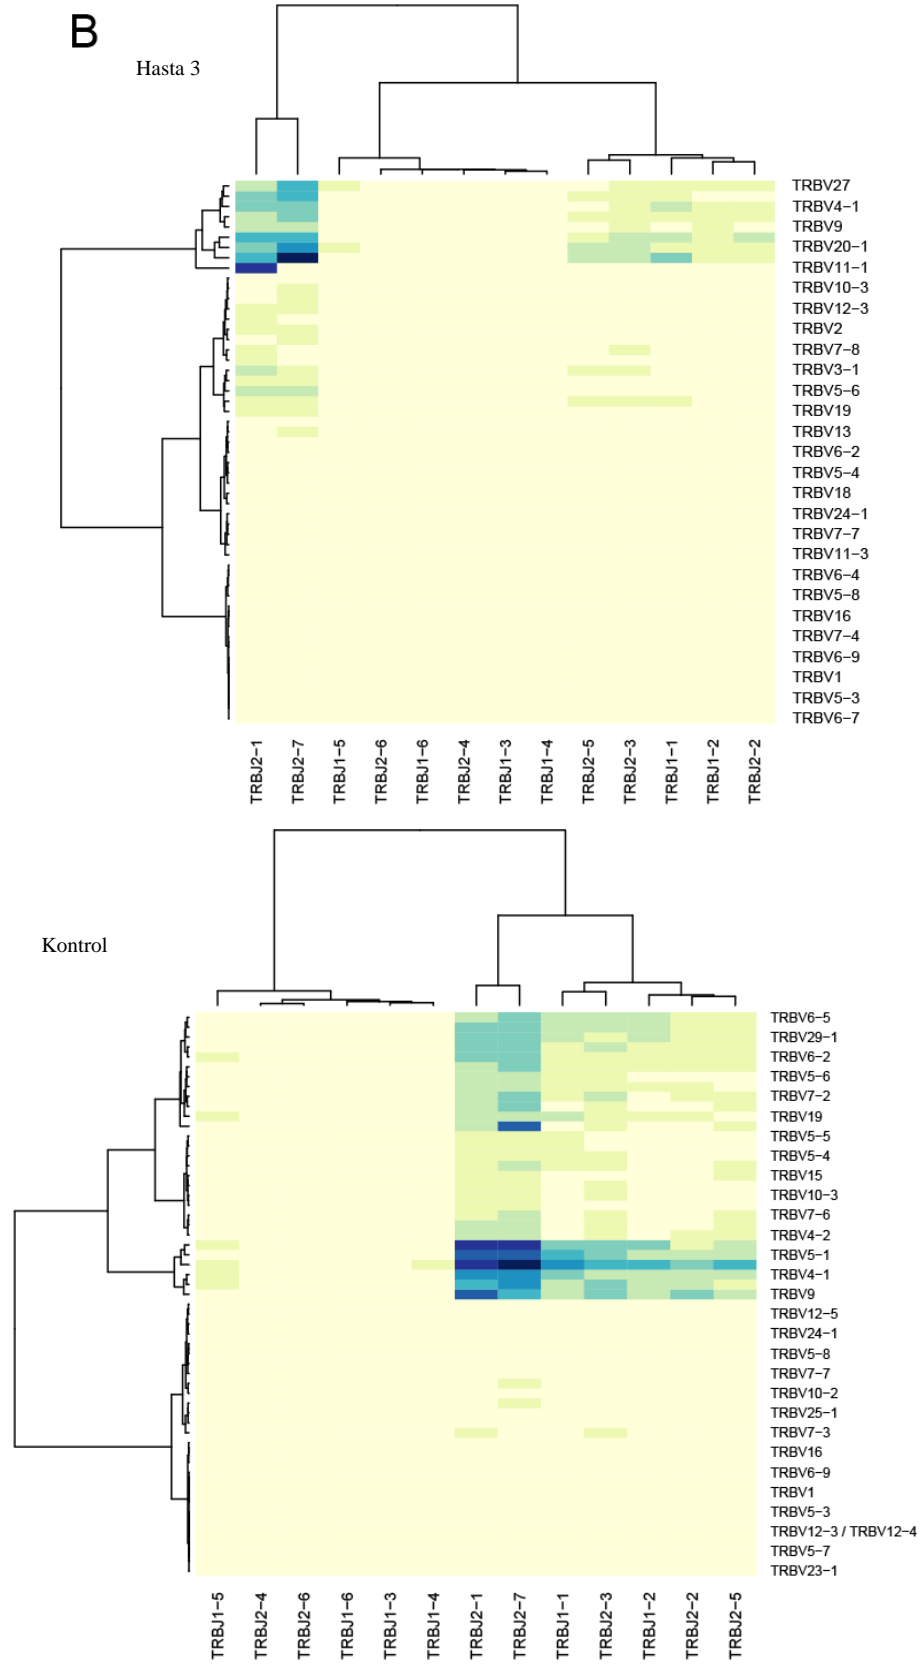 B
Hasta 3
TRBV27
TRBV4−1
TRBV9
TRBV20−1
TRBV11−1
TRBV10−3
TRBV12−3
TRBV2
TRBV7−8
TRBV3−1
TRBV5−6
TRBV19
TRBV13
TRBV6−2
TRBV5−4
TRBV18
TRBV24−1
TRBV7−7
TRBV11−3
TRBV6−4
TRBV5−8
TRBV16
TRBV7−4
TRBV6−9
TRBV1
TRBV5−3
TRBV6−7
TRBJ2−1
TRBJ2−7
TRBJ1−5
TRBJ2−6
TRBJ1−6
TRBJ2−4
TRBJ1−3
TRBJ1−4
TRBJ2−5
TRBJ2−3
TRBJ1−1
TRBJ1−2
TRBJ2−2
Kontrol
TRBV6−5
TRBV29−1
TRBV6−2
TRBV5−6
TRBV7−2
TRBV19
TRBV5−5
TRBV5−4
TRBV15
TRBV10−3
TRBV7−6
TRBV4−2
TRBV5−1
TRBV4−1
TRBV9
TRBV12−5
TRBV24−1
TRBV5−8
TRBV7−7
TRBV10−2
TRBV25−1
TRBV7−3
TRBV16
TRBV6−9
TRBV1
TRBV5−3
TRBV12−3 / TRBV12−4
TRBV5−7
TRBV23−1
TRBJ1−5
TRBJ2−4
TRBJ2−6
TRBJ1−6
TRBJ1−3
TRBJ1−4
TRBJ2−1
TRBJ2−7
TRBJ1−1
TRBJ2−3
TRBJ1−2
TRBJ2−2
TRBJ2−5